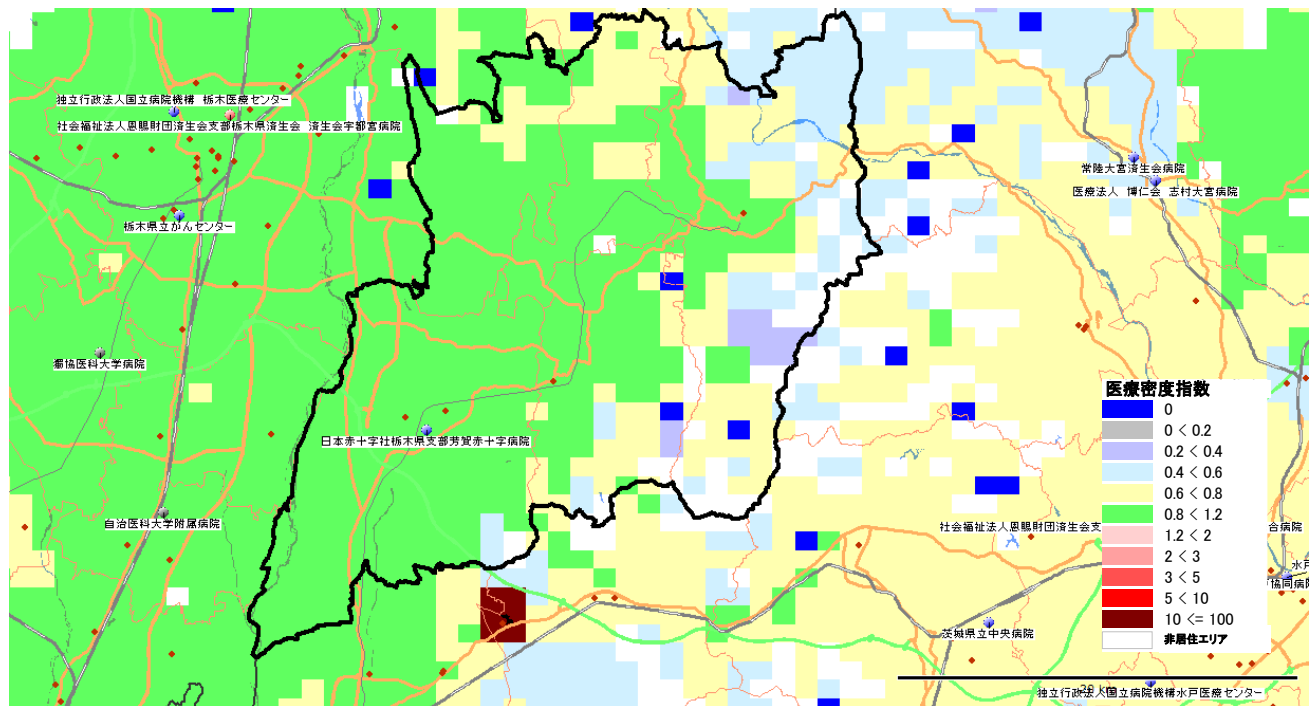 独立行政法人国立病院機構 栃木医療センター
社会福祉法人恩賜財団済生会支部栃木県済生会 済生会宇都宮病院
常陸大宮済生会病院
医療法人 博仁会 志村大宮病院
栃木県立がんセンター
獨協医科大学病院
日本赤十字社栃木県支部芳賀赤十字病院
自治医科大学附属病院
社会福祉法人恩賜財団済生会支
合病院
水戸
協同病院
茨城県立中央病院
20 km
独立行政法人国立病院機構水戸医療センター
医療密度指数
0
0 < 0.2
0.2 < 0.4
0.4 < 0.6
0.6 < 0.8
0.8 < 1.2
1.2 < 2
2 < 3
3 < 5
5 < 10
10 <= 100
非居住エリア